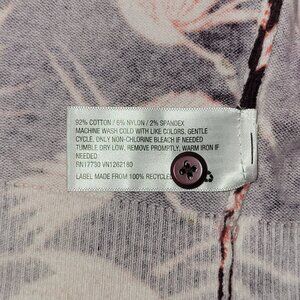 92% COTTON / 6% NYLON / 2% SPANDEX
MACHINE WASH COLD WITH LIKE COLORS, GENTLE
CYCLE, ONLY NON-CHLORINE BLEACH IF NEEDED
TUMBLE DRY LOW, REMOVE PROMPTLY, WARM IRON IF
NEEDED
RN17730 VN1262180
LABEL MADE FROM 100% RECYCLED